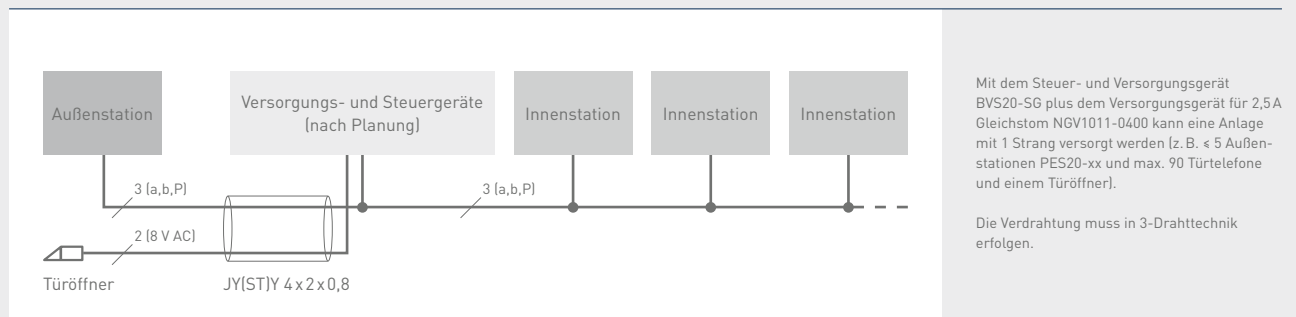 Außenstation
Versorgungs- und Steuergeräte
(nach Planung)
Innenstation
Innenstation
Innenstation
3 (a,b,P)
3 (a,b,P)
2 (8 V AC)
Türöffner
JY(ST)Y 4x2x0,8
Mit dem Steuer- und Versorgungsgerät
BVS20-SG plus dem Versorgungsgerät für 2,5 A
Gleichstom NGV1011-0400 kann eine Anlage
mit 1 Strang versorgt werden (z. B. ≤ 5 Außen-
stationen PES20-xx und max. 90 Türtelefone
und einem Türöffner).
Die Verdrahtung muss in 3-Drahttechnik
erfolgen.